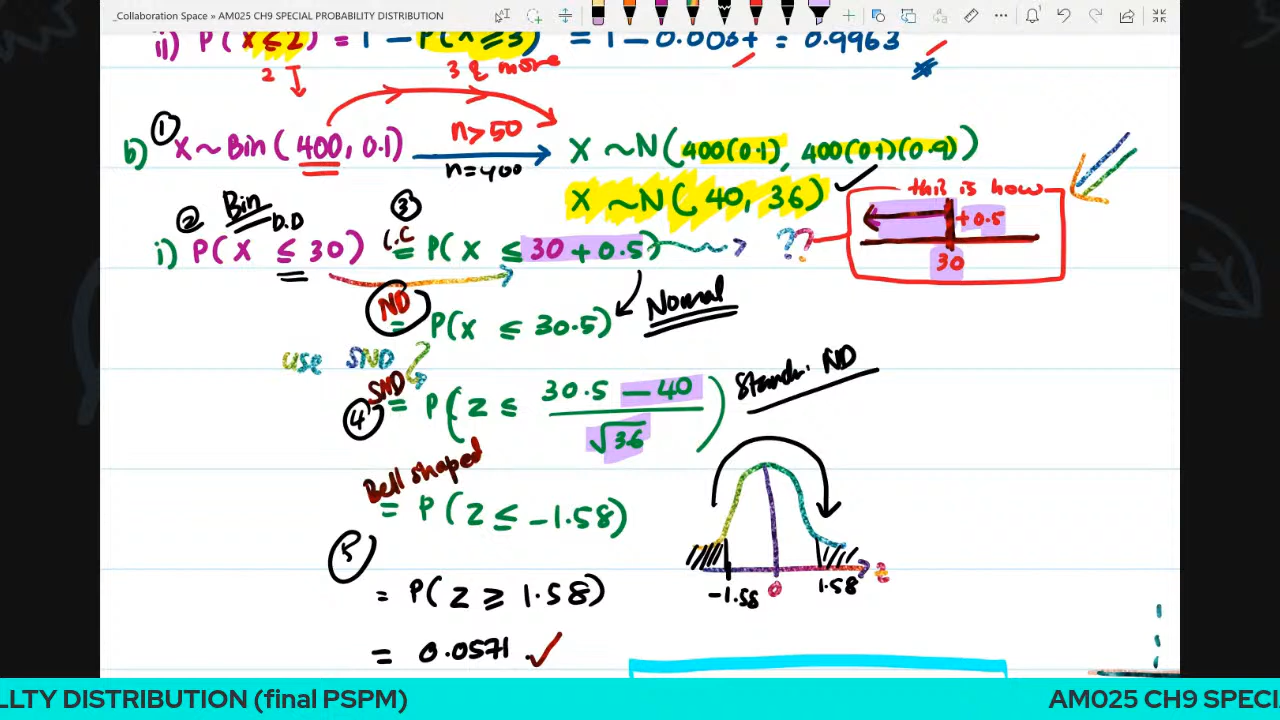 _Collaboration Space » AM025 CH9 SPECIAL PROBABILITY DISTRIBUTION
ii) P(X ≤ 2) = 1 - P(X ≥ 3) = 1 - 0.0037 = 0.9963
2 ↓ 3 & more
① n > 50
b) X ~ Bin(400, 0.1) n=400 X ~ N(400(0.1), 400(0.1)(0.9))
X ~ N(40, 36) ✓
this is how
② Bin D.D ③
+0.5
i) P(X ≤ 30) C.C = P(X ≤ 30 + 0.5) ??
30
ND = P(X ≤ 30.5) Normal
use SND
④ SND = P(Z ≤ (30.5 - 40)/√36) Standr. ND
Bell shaped
= P(Z ≤ -1.58)
⑤
= P(Z ≥ 1.58)
-1.58 0 1.58 z
= 0.0571 ✓
LLTY DISTRIBUTION (final PSPM) AM025 CH9 SPECI